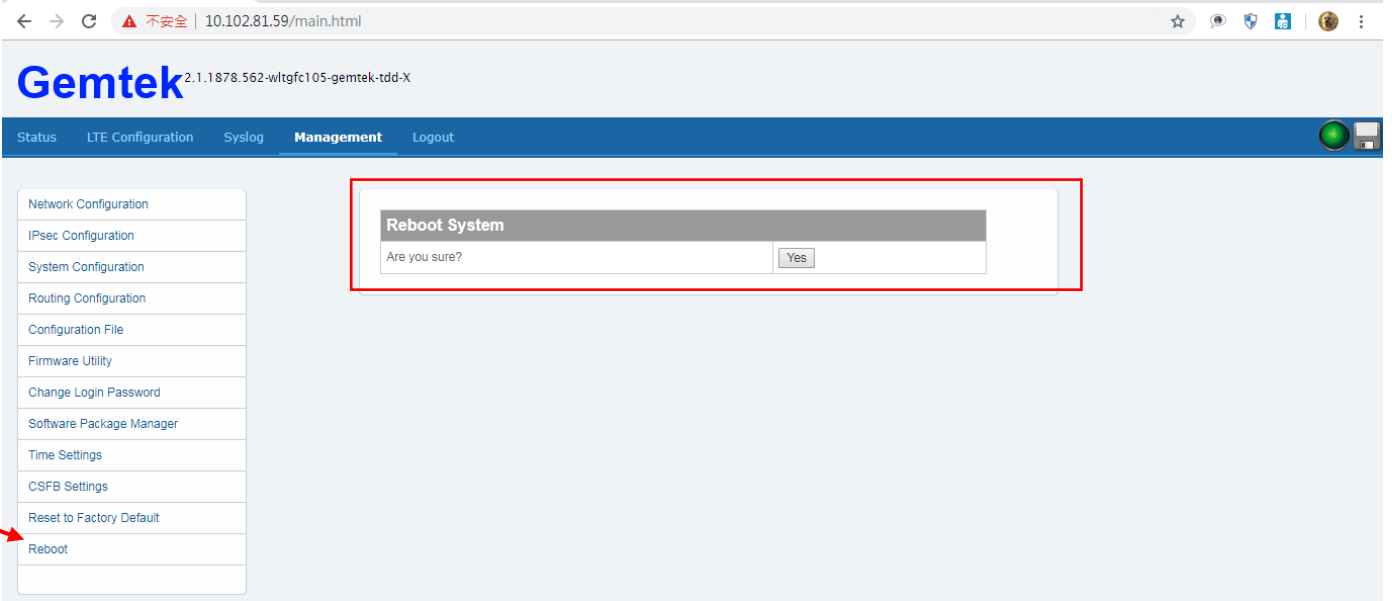 不安全 | 10.102.81.59/main.html
Gemtek 2.1.1878.562-wltgfc105-gemtek-tdd-X
Status LTE Configuration Syslog Management Logout
Network Configuration
IPsec Configuration
System Configuration
Routing Configuration
Configuration File
Firmware Utility
Change Login Password
Software Package Manager
Time Settings
CSFB Settings
Reset to Factory Default
Reboot
Reboot System
Are you sure? Yes